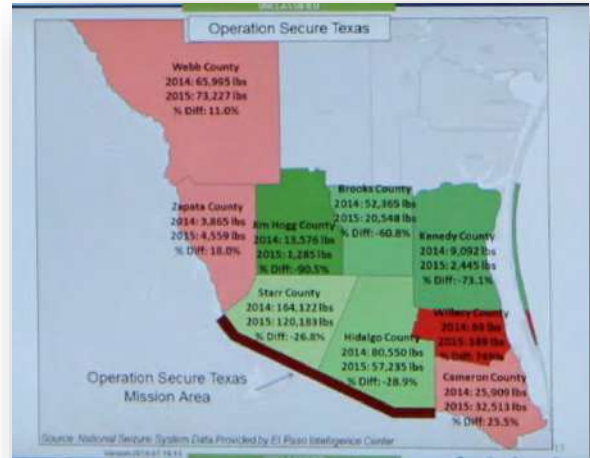 UNCLASSIFIED
Operation Secure Texas
Webb County
2014: 65,995 lbs
2015: 73,227 lbs
% Diff: 11.0%
Zapata County
2014: 3,865 lbs
2015: 4,559 lbs
% Diff: 18.0%
Jim Hogg County
2014: 13,576 lbs
2015: 1,285 lbs
% Diff: -90.5%
Brooks County
2014: 52,365 lbs
2015: 20,548 lbs
% Diff: -60.8%
Kenedy County
2014: 9,092 lbs
2015: 2,445 lbs
% Diff: -73.1%
Starr County
2014: 164,122 lbs
2015: 120,183 lbs
% Diff: -26.8%
Hidalgo County
2014: 80,550 lbs
2015: 57,235 lbs
% Diff: -28.9%
Willacy County
2014: lbs
2015: lbs
% Diff:
Cameron County
2014: 25,909 lbs
2015: 32,513 lbs
% Diff: 25.5%
Operation Secure Texas
Mission Area
Source: National Seizure System Data Provided by El Paso Intelligence Center